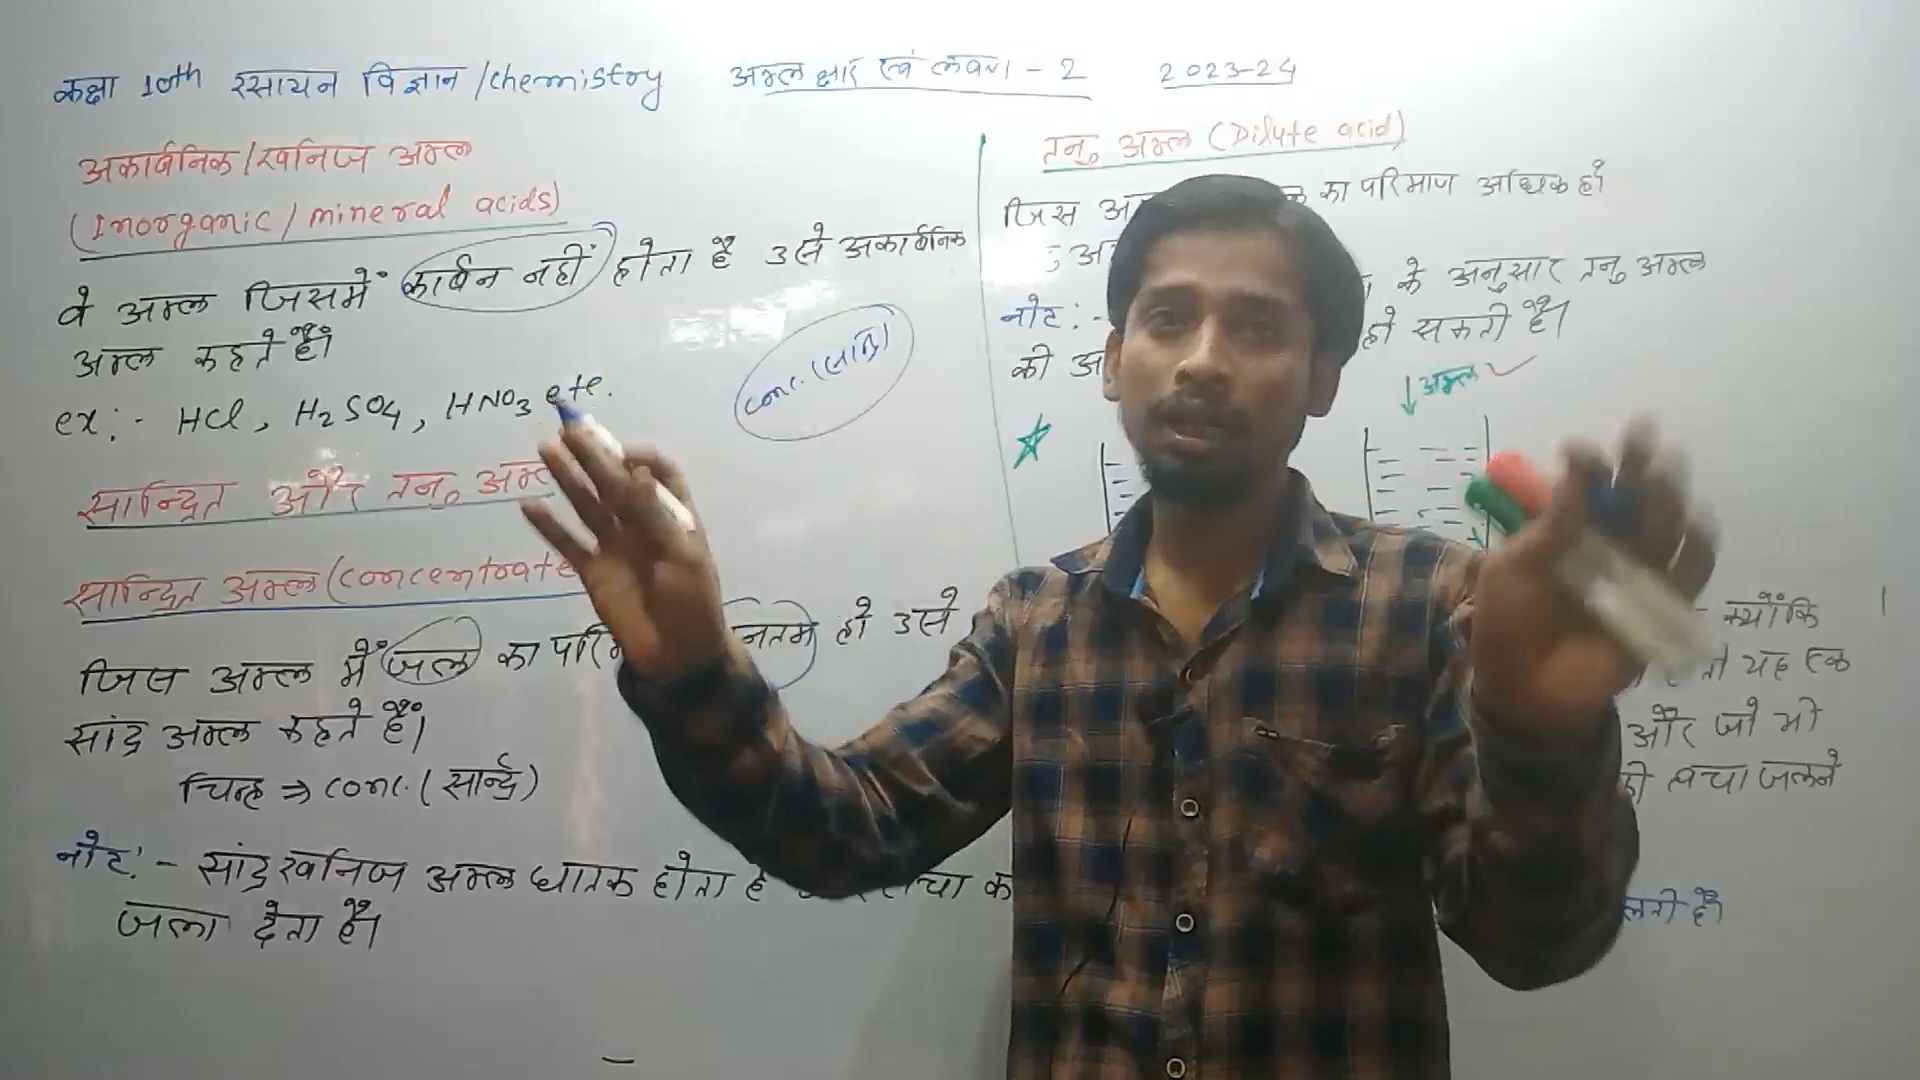 कक्षा 10th रसायन विज्ञान /chemistry अम्ल क्षार एवं लवण - 2 2023-24
अकार्बनिक/खनिज अम्ल
(Inorganic/mineral acids)
वे अम्ल जिसमें कार्बन नहीं होता है उसे अकार्बनिक
अम्ल कहते हैं।
ex:- HCl, H2SO4, HNO3 etc.
conc. (सान्द्र)
सान्द्रित और तनु अम्ल
सान्द्रित अम्ल (concentrate
जिस अम्ल में जल का हो उसे
सांद्र अम्ल कहते हैं।
चिन्ह ⇒ conc. (सान्द्र)
नोट:- सांद्र खनिज अम्ल घातक होता है
जला देता है।
तनु अम्ल (Dilute acid)
जिस का परिमाण अधिक हो
नोट:- के अनुसार तनु अम्ल
की हो सकती है।
↓अम्ल
क्योंकि
यह एक
और जो भी
त्वचा जलने